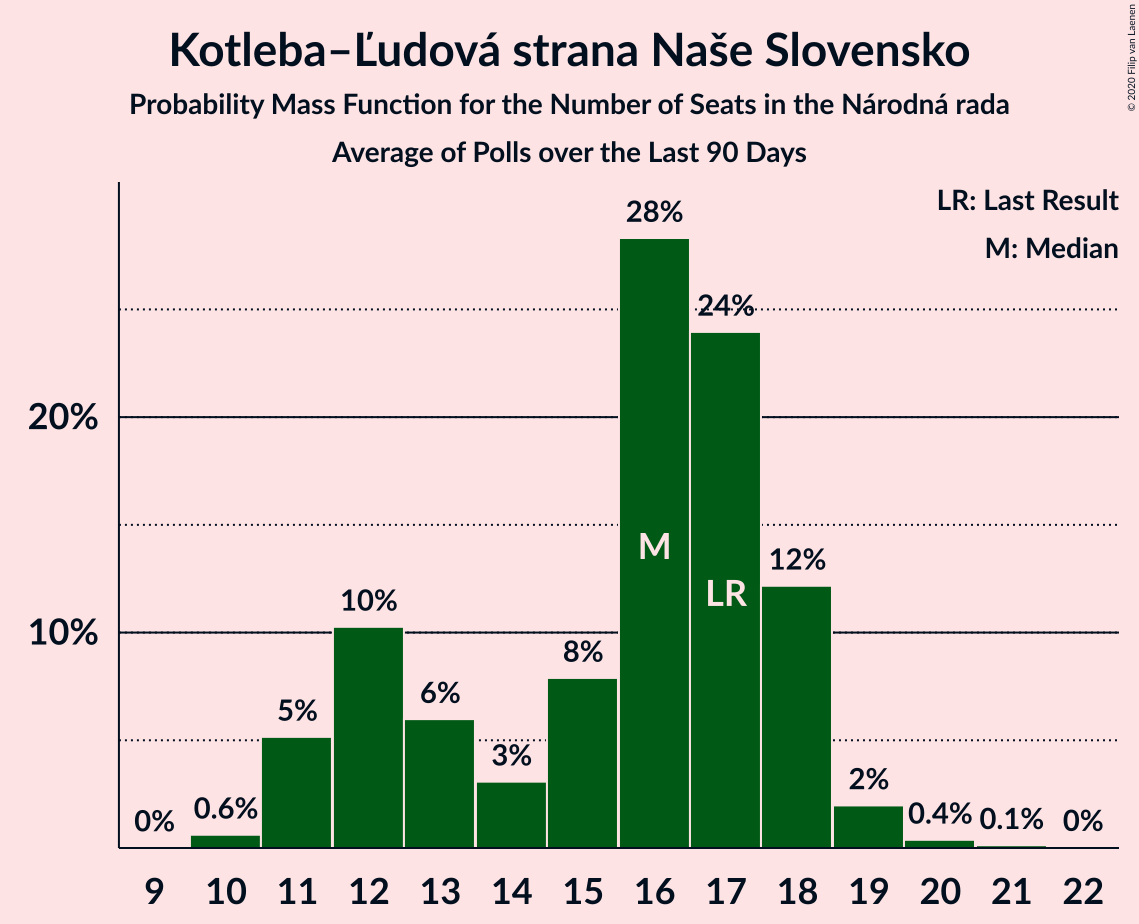 Kotleba–Ľudová strana Naše Slovensko
Probability Mass Function for the Number of Seats in the Národná rada
Average of Polls over the Last 90 Days
© 2020 Filip van Laenen
LR: Last Result
M: Median
28%
24%
20%
M
LR
12%
10%
10%
8%
6%
5%
3%
2%
0%
0.6%
0.4%
0.1%
0%
9 10 11 12 13 14 15 16 17 18 19 20 21 22